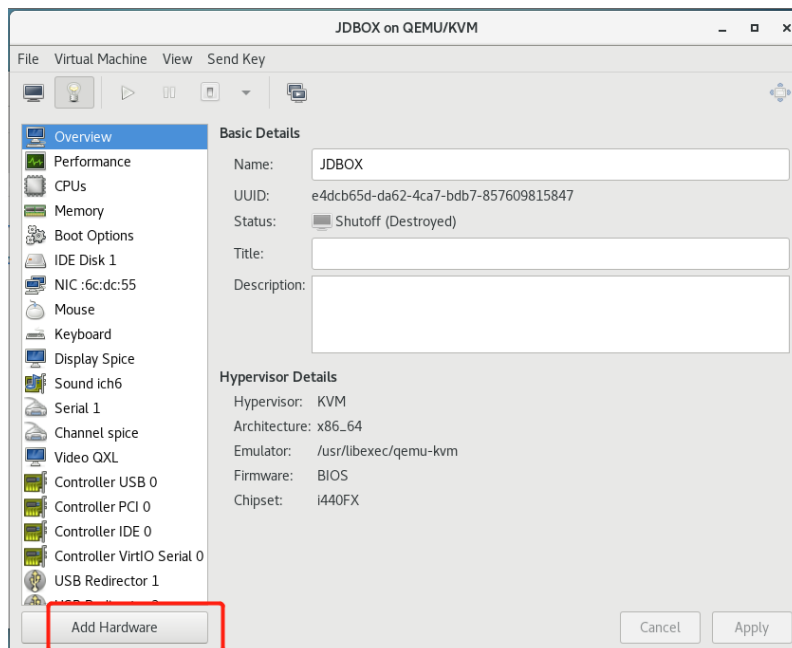 JDBOX on QEMU/KVM
File Virtual Machine View Send Key
Overview
Performance
CPUs
Memory
Boot Options
IDE Disk 1
NIC :6c:dc:55
Mouse
Keyboard
Display Spice
Sound ich6
Serial 1
Channel spice
Video QXL
Controller USB 0
Controller PCI 0
Controller IDE 0
Controller VirtIO Serial 0
USB Redirector 1
Add Hardware
Basic Details
Name: JDBOX
UUID: e4dcb65d-da62-4ca7-bdb7-857609815847
Status: Shutoff (Destroyed)
Title:
Description:
Hypervisor Details
Hypervisor: KVM
Architecture: x86_64
Emulator: /usr/libexec/qemu-kvm
Firmware: BIOS
Chipset: i440FX
Cancel Apply